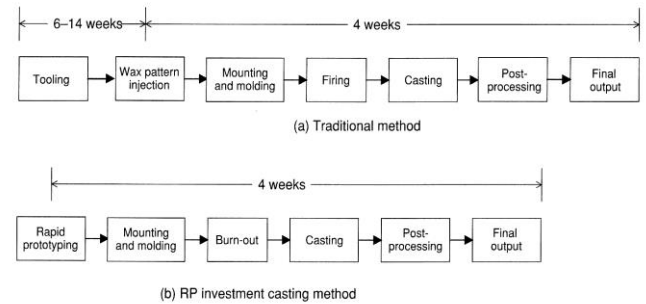 6–14 weeks
4 weeks
Tooling
Wax pattern
injection
Mounting
and molding
Firing
Casting
Post-
processing
Final
output
(a) Traditional method
4 weeks
Rapid
prototyping
Mounting
and molding
Burn-out
Casting
Post-
processing
Final
output
(b) RP investment casting method